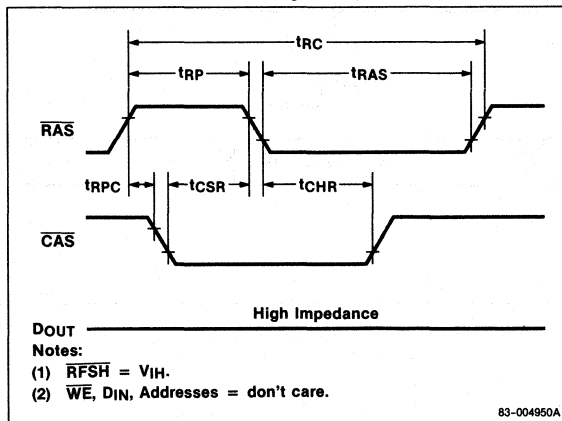 tRC
tRP
tRAS
RAS
tRPC
tCSR
tCHR
CAS
High Impedance
DOUT
Notes:
(1) RFSH = VIH.
(2) WE, DIN, Addresses = don't care.
83-004950A